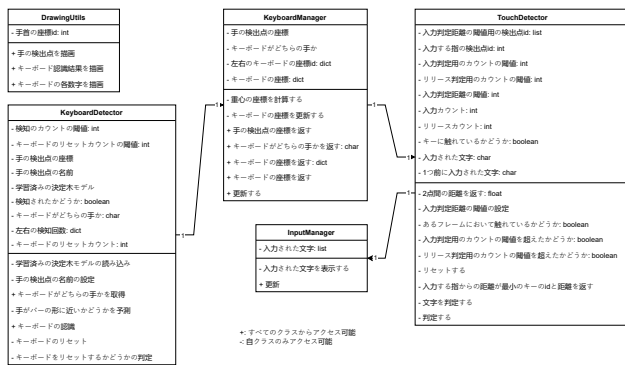 DrawingUtils
- 手首の座標id: int
+ 手の検出点を描画
+ キーボード認識結果を描画
+ キーボードの各数字を描画
KeyboardDetector
- 検知のカウントの閾値: int
- キーボードのリセットカウントの閾値: int
- 手の検出点の座標
- 手の検出点の名前
- 学習済みの決定木モデル
- 検知されたかどうか: boolean
- キーボードがどちらの手か: char
- 左右の検知回数: dict
- キーボードのリセットカウント: int
- 学習済みの決定木モデルの読み込み
- 手の検出点の名前の設定
+ キーボードがどちらの手かを取得
- 手がパーの形に近いかどうかを予測
+ キーボードの認識
- キーボードのリセット
- キーボードをリセットするかどうかの判定
KeyboardManager
- 手の検出点の座標
- キーボードがどちらの手か
- 左右のキーボードの座標id: dict
- キーボードの座標: dict
- 重心の座標を計算する
- キーボードの座標を更新する
+ 手の検出点の座標を返す
+ キーボードがどちらの手かを返す: char
+ キーボードの座標を返す: dict
+ キーボードの座標を返す
+ 更新する
InputManager
- 入力された文字: list
- 入力された文字を表示する
+ 更新
TouchDetector
- 入力判定距離の閾値用の検出点id: list
- 入力する指の検出点id: int
- 入力判定用のカウントの閾値: int
- リリース判定用のカウントの閾値: int
- 入力判定距離の閾値: int
- 入力カウント: int
- リリースカウント: int
- キーに触れているかどうか: boolean
- 入力された文字: char
- 1つ前に入力された文字: char
- 2点間の距離を返す: float
- 入力判定距離の閾値の設定
- あるフレームにおいて触れているかどうか: boolean
- 入力判定用のカウントの閾値を超えたかどうか: boolean
- リリース判定用のカウントの閾値を超えたかどうか: boolean
- リセットする
- 入力する指からの距離が最小のキーのidと距離を返す
- 文字を判定する
- 判定する
1
1
1
1
1
1
+: すべてのクラスからアクセス可能
-: 自クラスのみアクセス可能